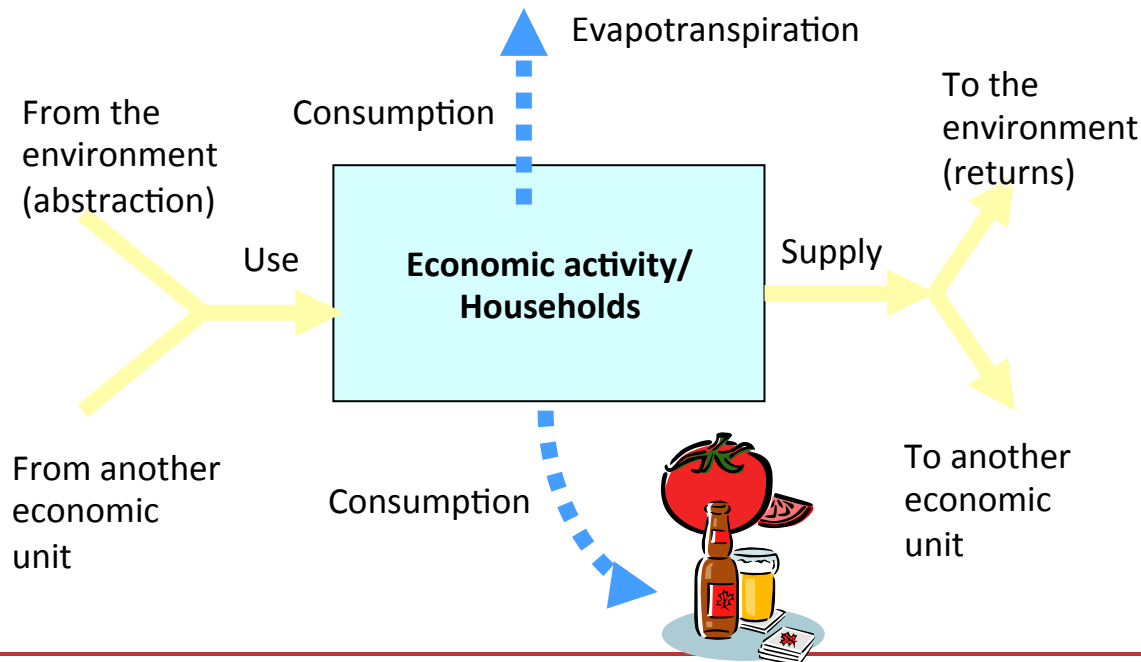 Evapotranspiration
Consumption
From the
environment
(abstraction)
To the
environment
(returns)
Use
Economic activity/
Households
Supply
From another
economic
unit
Consumption
To another
economic
unit